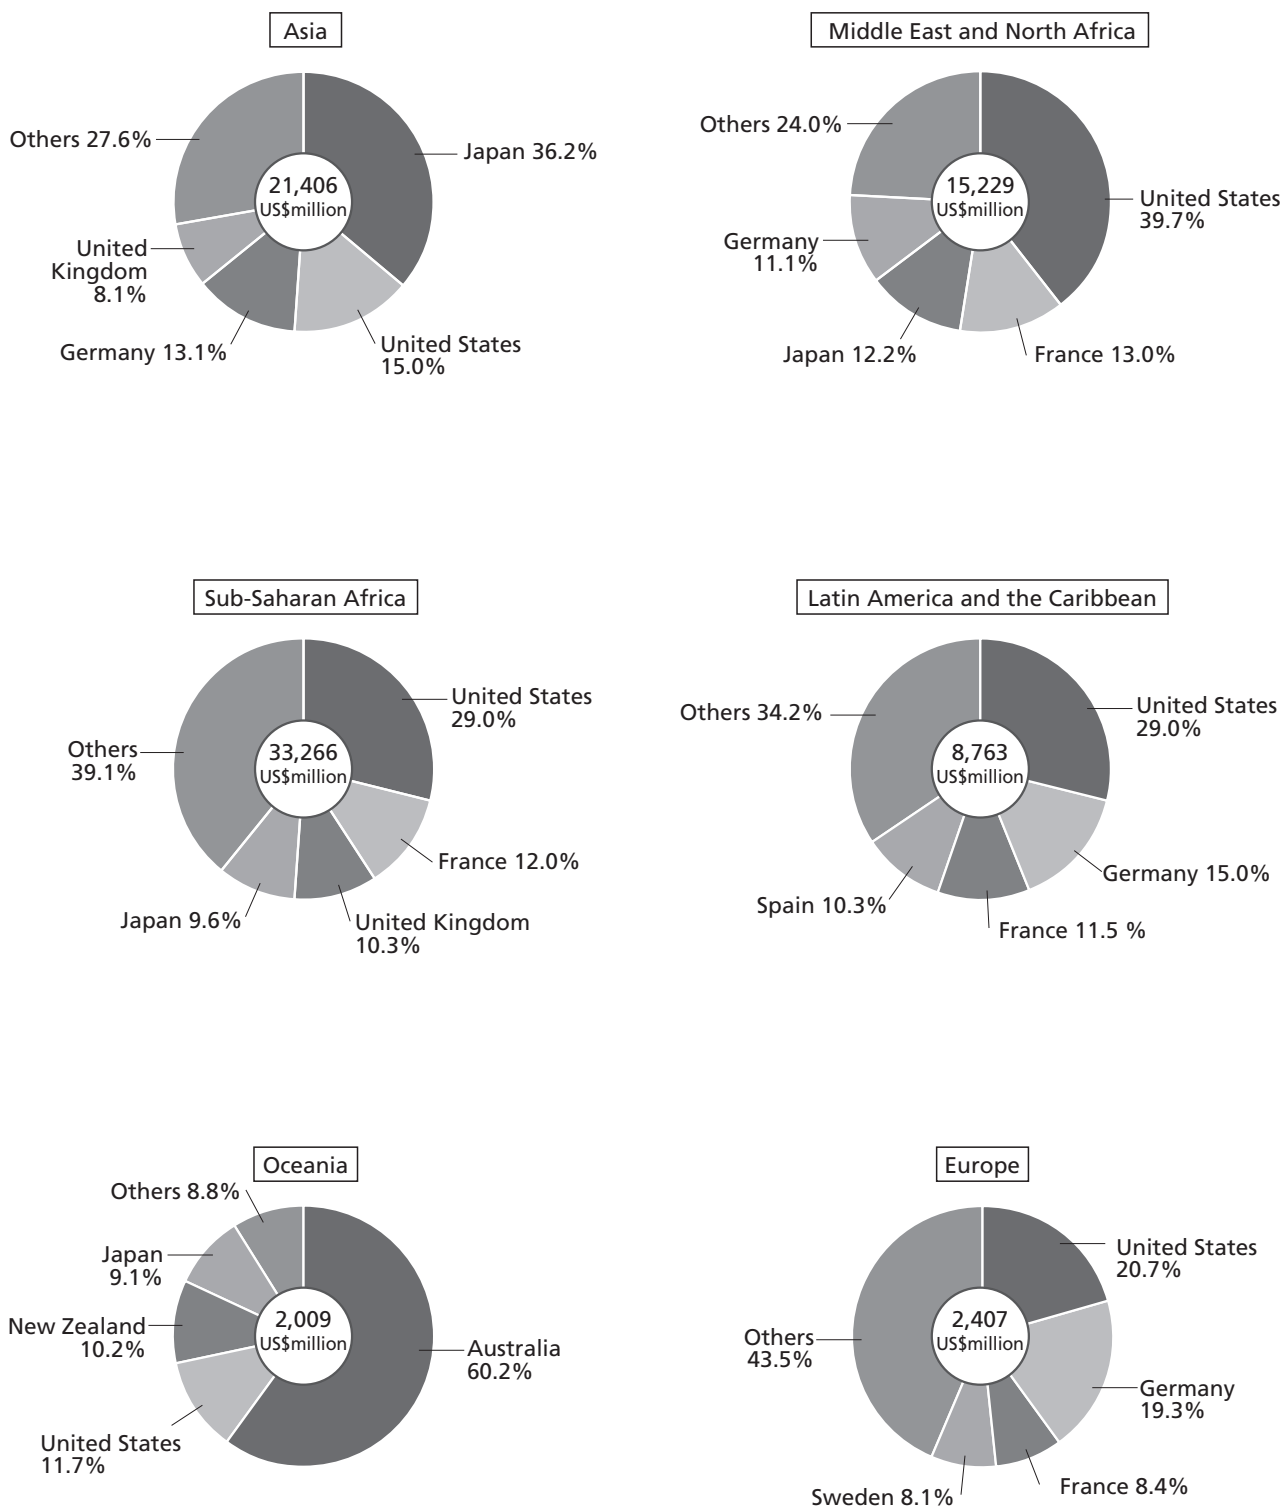 Asia
Others 27.6%
Japan 36.2%
21,406
US$million
United
Kingdom
8.1%
Germany 13.1%
United States
15.0%
Middle East and North Africa
Others 24.0%
15,229
US$million
United States
39.7%
Germany
11.1%
Japan 12.2%
France 13.0%
Sub-Saharan Africa
United States
29.0%
Others
39.1%
33,266
US$million
France 12.0%
Japan 9.6%
United Kingdom
10.3%
Latin America and the Caribbean
Others 34.2%
United States
29.0%
8,763
US$million
Germany 15.0%
Spain 10.3%
France 11.5 %
Oceania
Others 8.8%
Japan
9.1%
New Zealand
10.2%
2,009
US$million
Australia
60.2%
United States
11.7%
Europe
United States
20.7%
Others
43.5%
2,407
US$million
Germany
19.3%
France 8.4%
Sweden 8.1%